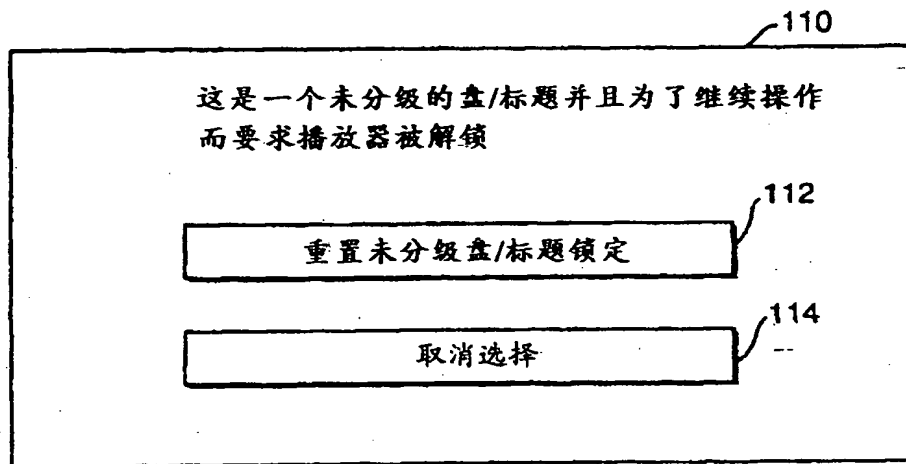 110
这是一个未分级的盘/标题并且为了继续操作
而要求播放器被解锁
112
重置未分级盘/标题锁定
114
取消选择